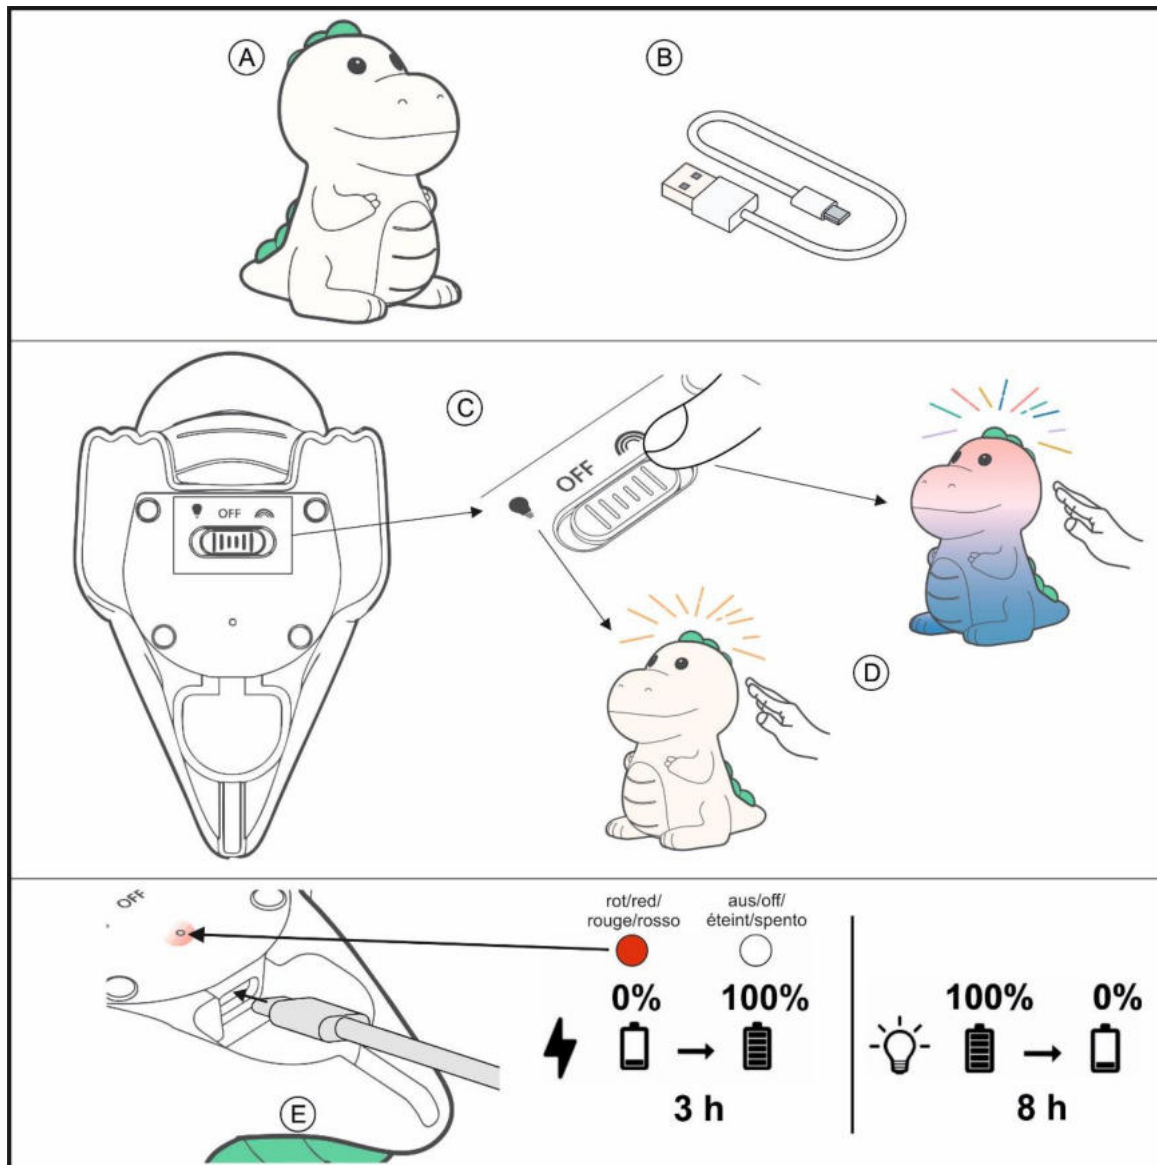 A
B
C
OFF
OFF
D
OFF
rot/red/
rouge/rosso
aus/off/
éteint/spento
0%
100%
100%
0%
3 h
8 h
E